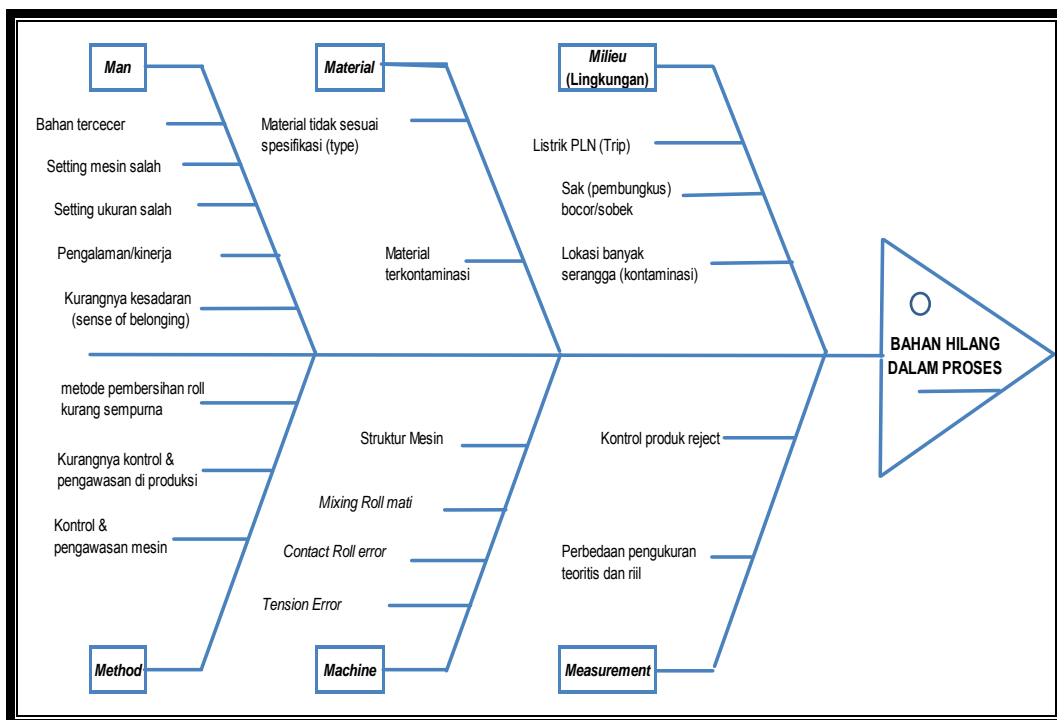 Man
Bahan tercecer
Setting mesin salah
Setting ukuran salah
Pengalaman/kinerja
Kurangnya kesadaran
(sense of belonging)
Material
Material tidak sesuai
spesifikasi (type)
Material
terkontaminasi
Milieu
(Lingkungan)
Listrik PLN (Trip)
Sak (pembungkus)
bocor/sobek
Lokasi banyak
serangga (kontaminasi)
BAHAN HILANG
DALAM PROSES
metode pembersihan roll
kurang sempurna
Kurangnya kontrol &
pengawasan di produksi
Kontrol &
pengawasan mesin
Method
Struktur Mesin
Mixing Roll mati
Contact Roll error
Tension Error
Machine
Kontrol produk reject
Perbedaan pengukuran
teoritis dan riil
Measurement